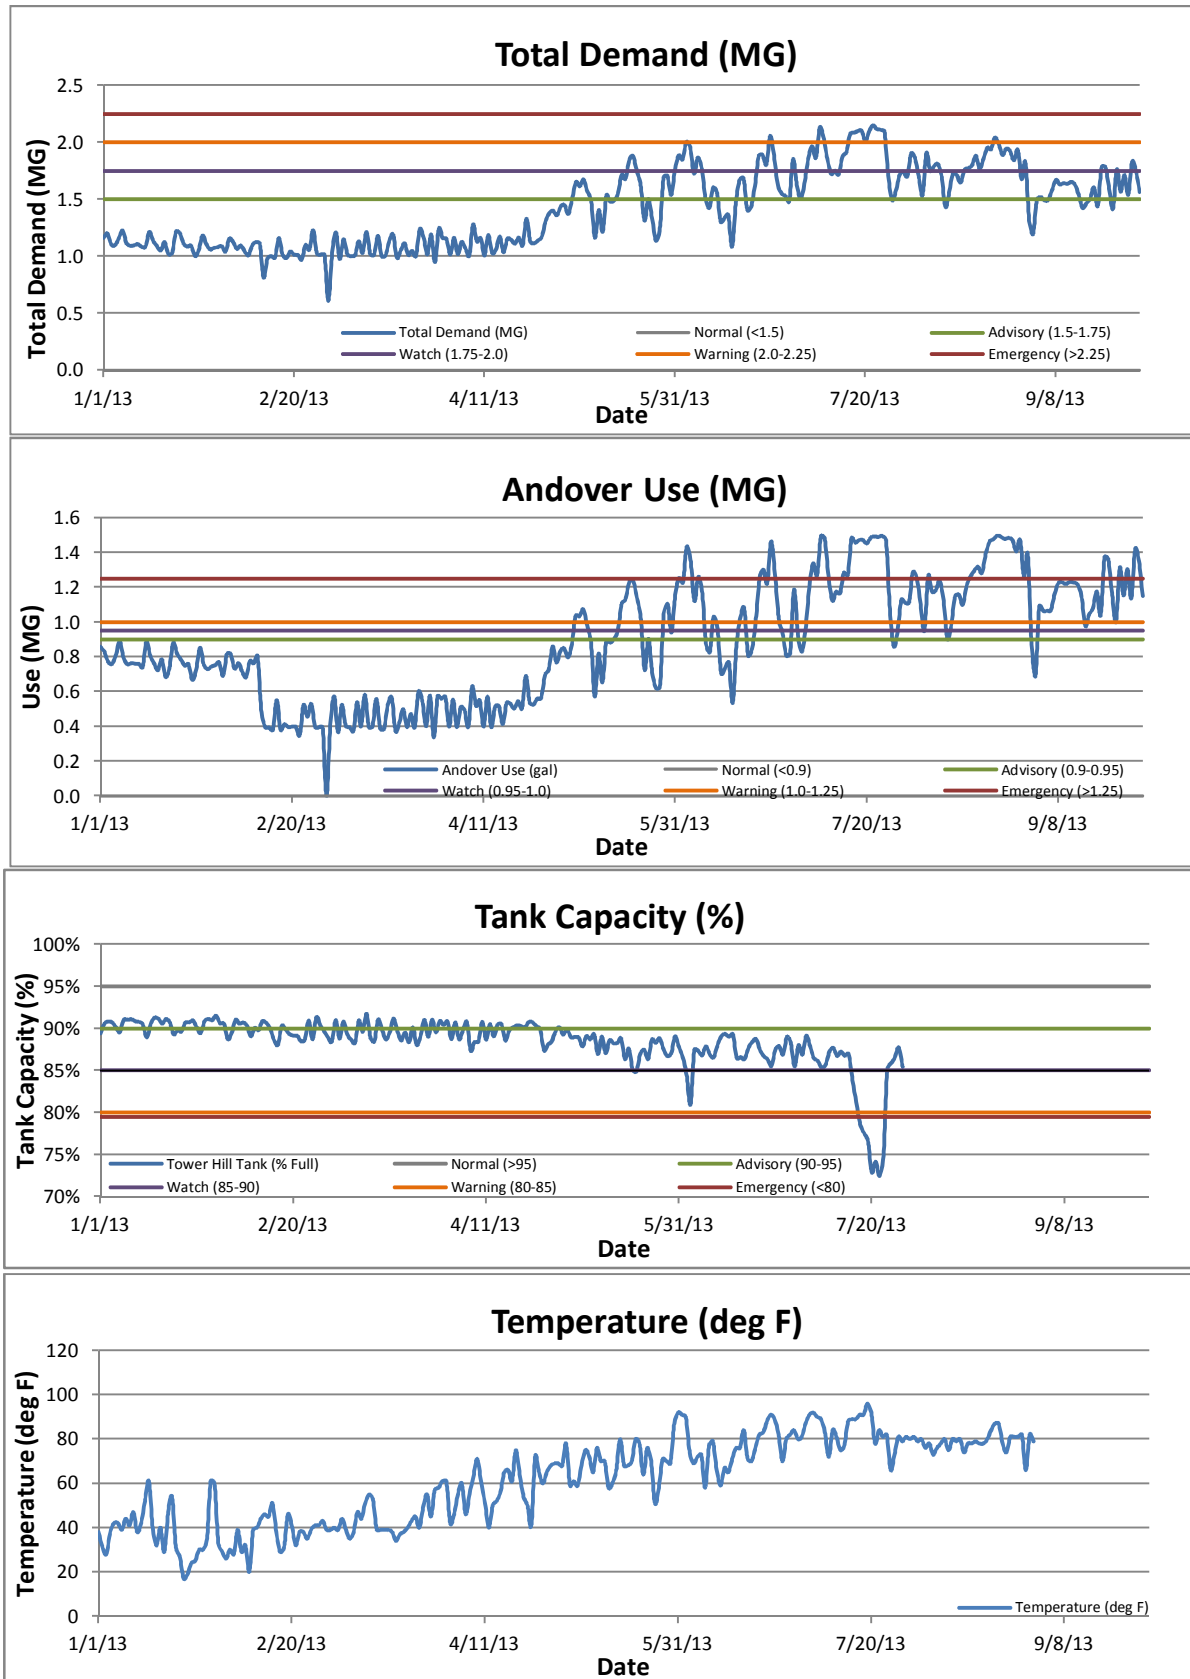 Total Demand (MG)
2.5
2.0
1.5
1.0
0.5
0.0
Total Demand (MG)
Total Demand (MG) Normal (<1.5) Advisory (1.5-1.75)
Watch (1.75-2.0) Warning (2.0-2.25) Emergency (>2.25)
1/1/13 2/20/13 4/11/13 5/31/13 7/20/13 9/8/13
Date
Andover Use (MG)
1.6
1.4
1.2
1.0
0.8
0.6
0.4
0.2
0.0
Use (MG)
Andover Use (gal) Normal (<0.9) Advisory (0.9-0.95)
Watch (0.95-1.0) Warning (1.0-1.25) Emergency (>1.25)
1/1/13 2/20/13 4/11/13 5/31/13 7/20/13 9/8/13
Date
Tank Capacity (%)
100%
95%
90%
85%
80%
75%
70%
Tank Capacity (%)
Tower Hill Tank (% Full) Normal (>95) Advisory (90-95)
Watch (85-90) Warning (80-85) Emergency (<80)
1/1/13 2/20/13 4/11/13 5/31/13 7/20/13 9/8/13
Date
Temperature (deg F)
120
100
80
60
40
20
0
Temperature (deg F)
Temperature (deg F)
1/1/13 2/20/13 4/11/13 5/31/13 7/20/13 9/8/13
Date